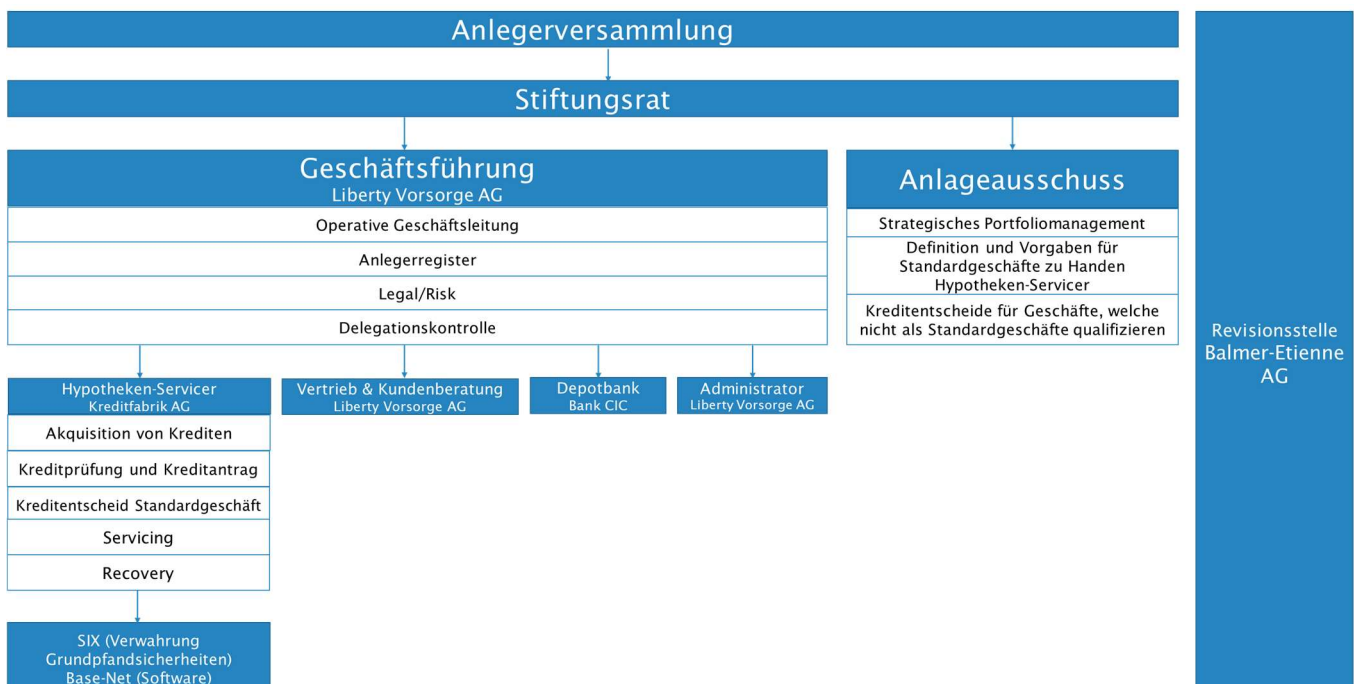 Anlegerversammlung
Stiftungsrat
Geschäftsführung
Liberty Vorsorge AG
Operative Geschäftsleitung
Anlegerregister
Legal/Risk
Delegationskontrolle
Anlageausschuss
Strategisches Portfoliomanagement
Definition und Vorgaben für
Standardgeschäfte zu Handen
Hypotheken-Servicer
Kreditentscheide für Geschäfte, welche
nicht als Standardgeschäfte qualifizieren
Hypotheken-Servicer
Kreditfabrik AG
Akquisition von Krediten
Kreditprüfung und Kreditantrag
Kreditentscheid Standardgeschäft
Servicing
Recovery
SIX (Verwahrung
Grundpfandsicherheiten)
Base-Net (Software)
Vertrieb & Kundenberatung
Liberty Vorsorge AG
Depotbank
Bank CIC
Administrator
Liberty Vorsorge AG
Revisionsstelle
Balmer-Etienne
AG